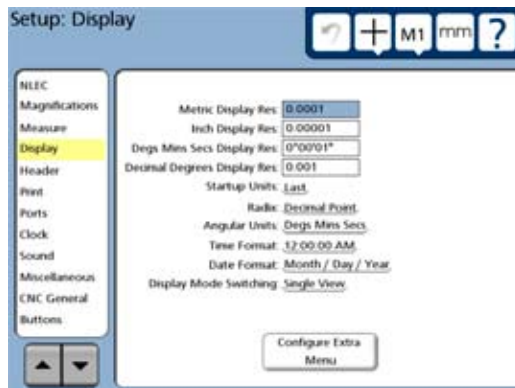 Setup: Display
M1 mm ?
NLEC
Magnifications
Measure
Display
Header
Print
Ports
Clock
Sound
Miscellaneous
CNC General
Buttons
Metric Display Res: 0.0001
Inch Display Res: 0.00001
Degs Mins Secs Display Res: 0°00'01"
Decimal Degrees Display Res: 0.001
Startup Units: Last
Radix: Decimal Point
Angular Units: Degs Mins Secs
Time Format: 12:00:00 AM
Date Format: Month / Day / Year
Display Mode Switching: Single View
Configure Extra
Menu